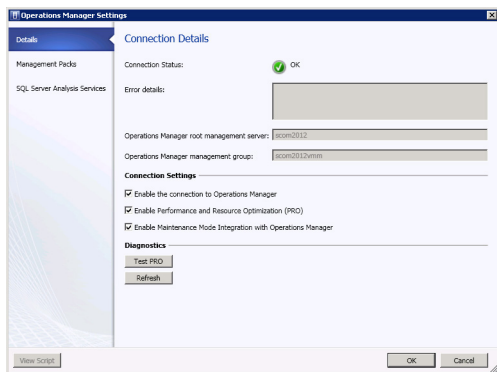 Operations Manager Settings
Details
Management Packs
SQL Server Analysis Services
Connection Details
Connection Status: OK
Error details:
Operations Manager root management server: scom2012
Operations Manager management group: scom2012vmm
Connection Settings
Enable the connection to Operations Manager
Enable Performance and Resource Optimization (PRO)
Enable Maintenance Mode Integration with Operations Manager
Diagnostics
Test PRO
Refresh
View Script
OK
Cancel